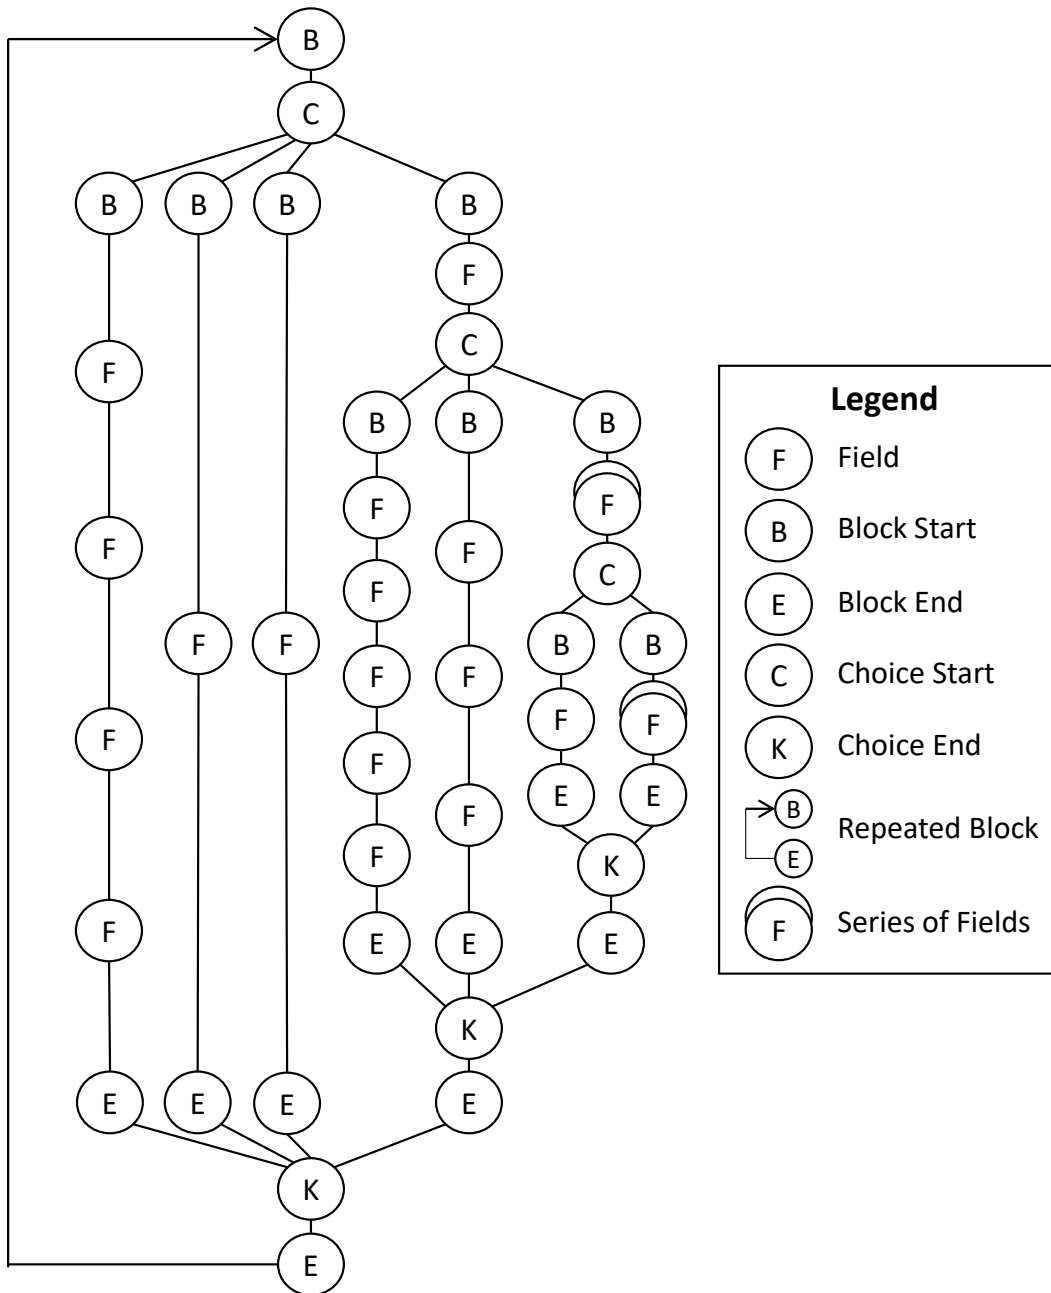 B
C
B B B B
F
C
B B B
F
F
F
F
F
C
F
B B
F F F
F F
F
F
F
F
E E
F
K
F
E E E
K
E E E E
K
E
Legend
F Field
B Block Start
E Block End
C Choice Start
K Choice End
B
E
Repeated Block
F Series of Fields